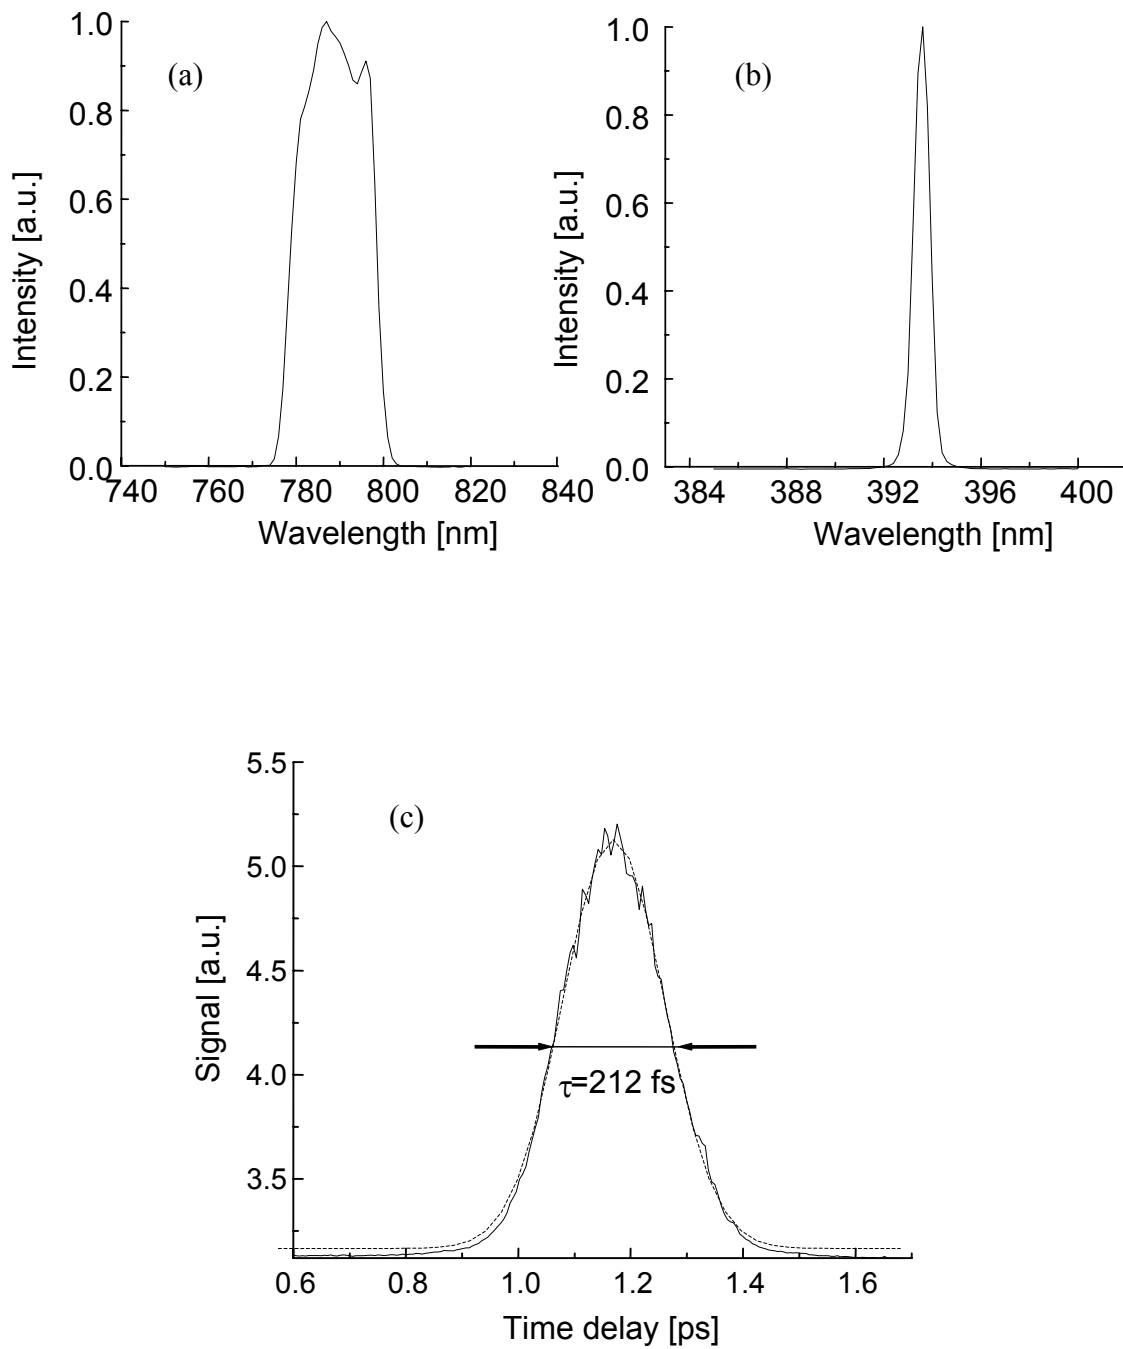 (a)
Intensity [a.u.]
1.0
0.8
0.6
0.4
0.2
0.0
740 760 780 800 820 840
Wavelength [nm]
(b)
Intensity [a.u.]
1.0
0.8
0.6
0.4
0.2
0.0
384 388 392 396 400
Wavelength [nm]
(c)
Signal [a.u.]
5.5
5.0
4.5
4.0
3.5
τ=212 fs
0.6 0.8 1.0 1.2 1.4 1.6
Time delay [ps]